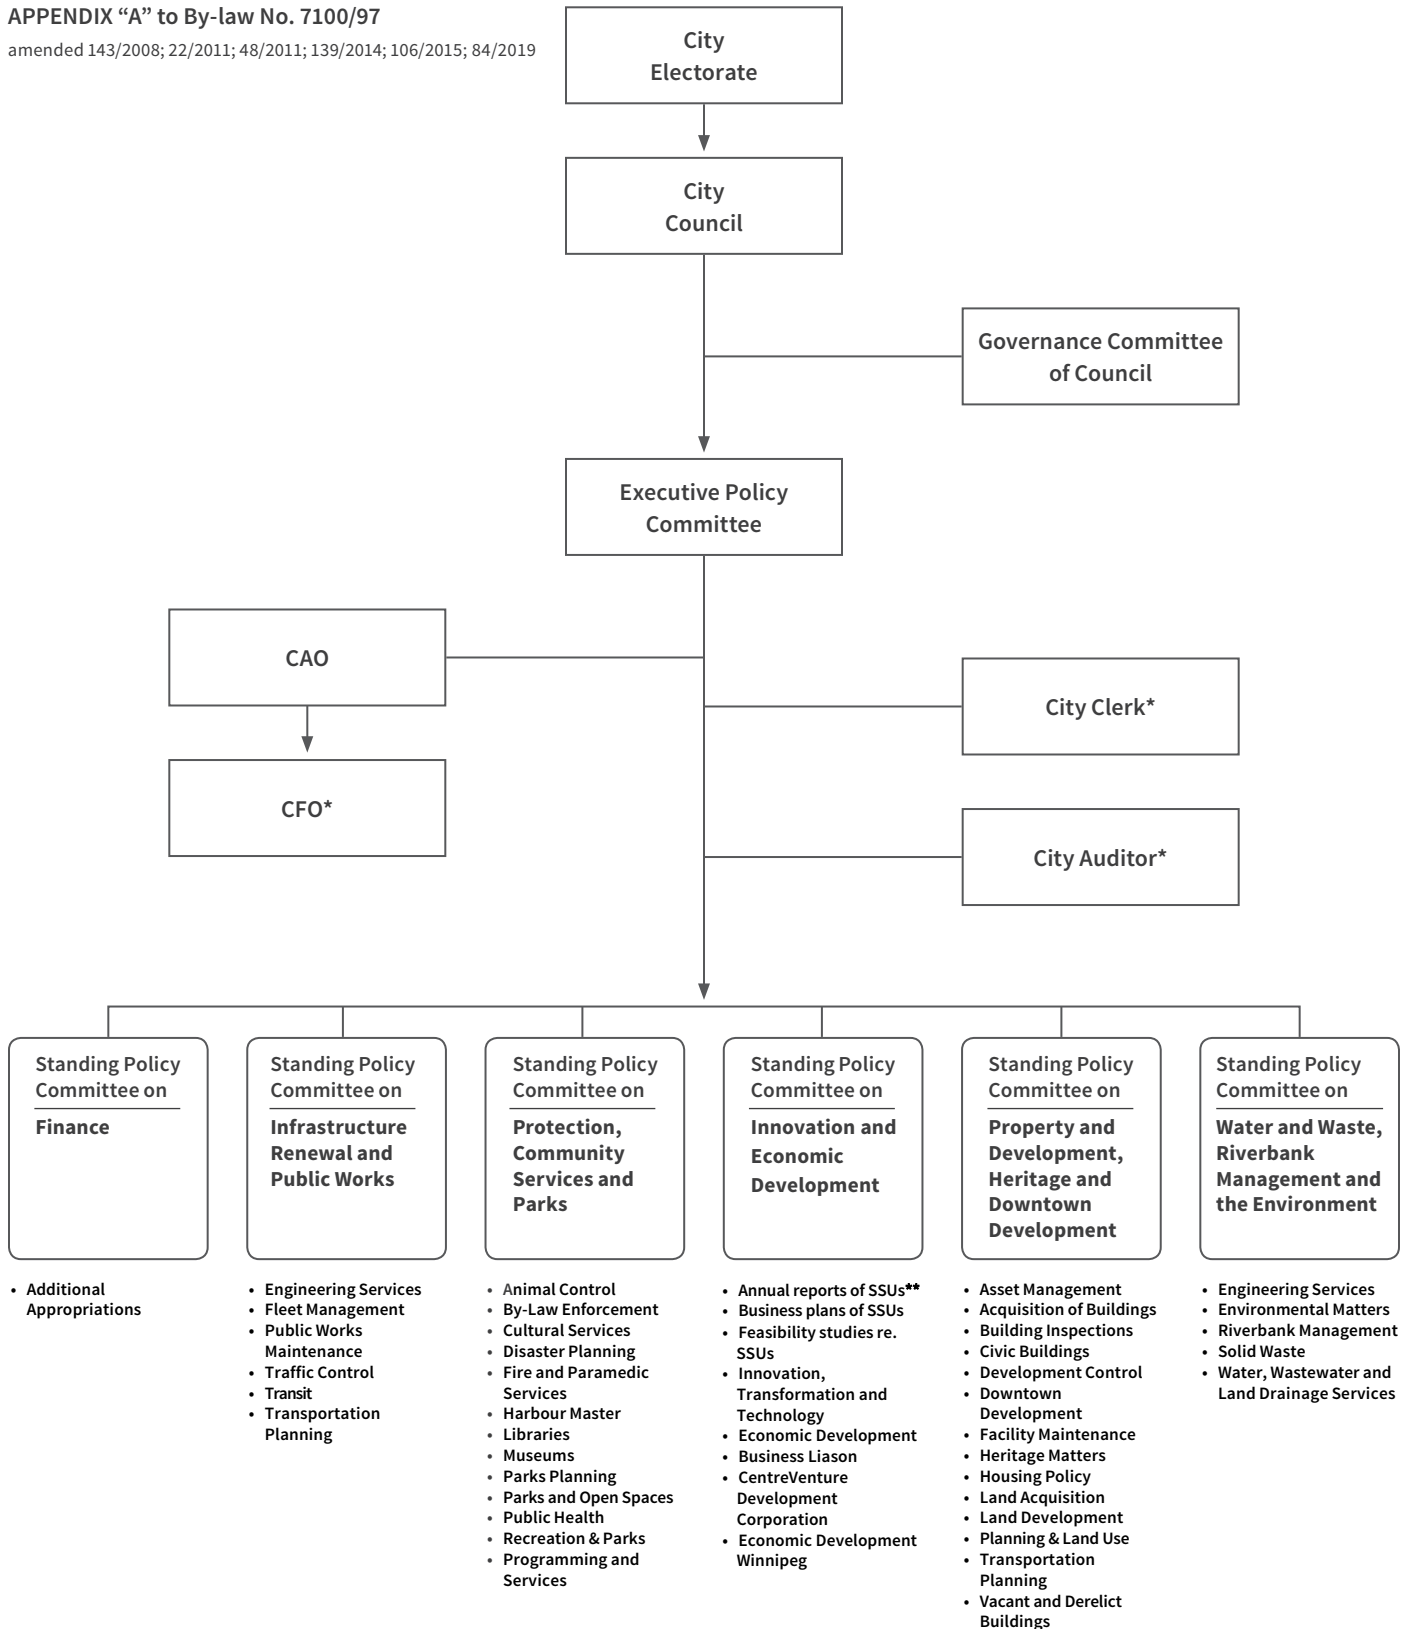 APPENDIX “A” to By-law No. 7100/97
amended 143/2008; 22/2011; 48/2011; 139/2014; 106/2015; 84/2019
City
Electorate
City
Council
Governance Committee
of Council
Executive Policy
Committee
CAO
City Clerk*
CFO*
City Auditor*
Standing Policy
Committee on
Finance
• Additional
Appropriations
Standing Policy
Committee on
Infrastructure
Renewal and
Public Works
• Engineering Services
• Fleet Management
• Public Works
Maintenance
• Traffic Control
• Transit
• Transportation
Planning
Standing Policy
Committee on
Protection,
Community
Services and
Parks
• Animal Control
• By-Law Enforcement
• Cultural Services
• Disaster Planning
• Fire and Paramedic
Services
• Harbour Master
• Libraries
• Museums
• Parks Planning
• Parks and Open Spaces
• Public Health
• Recreation & Parks
• Programming and
Services
Standing Policy
Committee on
Innovation and
Economic
Development
• Annual reports of SSUs**
• Business plans of SSUs
• Feasibility studies re.
SSUs
• Innovation,
Transformation and
Technology
• Economic Development
• Business Liason
• CentreVenture
Development
Corporation
• Economic Development
Winnipeg
Standing Policy
Committee on
Property and
Development,
Heritage and
Downtown
Development
• Asset Management
• Acquisition of Buildings
• Building Inspections
• Civic Buildings
• Development Control
• Downtown
Development
• Facility Maintenance
• Heritage Matters
• Housing Policy
• Land Acquisition
• Land Development
• Planning & Land Use
• Transportation
Planning
• Vacant and Derelict
Buildings
Standing Policy
Committee on
Water and Waste,
Riverbank
Management and
the Environment
• Engineering Services
• Environmental Matters
• Riverbank Management
• Solid Waste
• Water, Wastewater and
Land Drainage Services